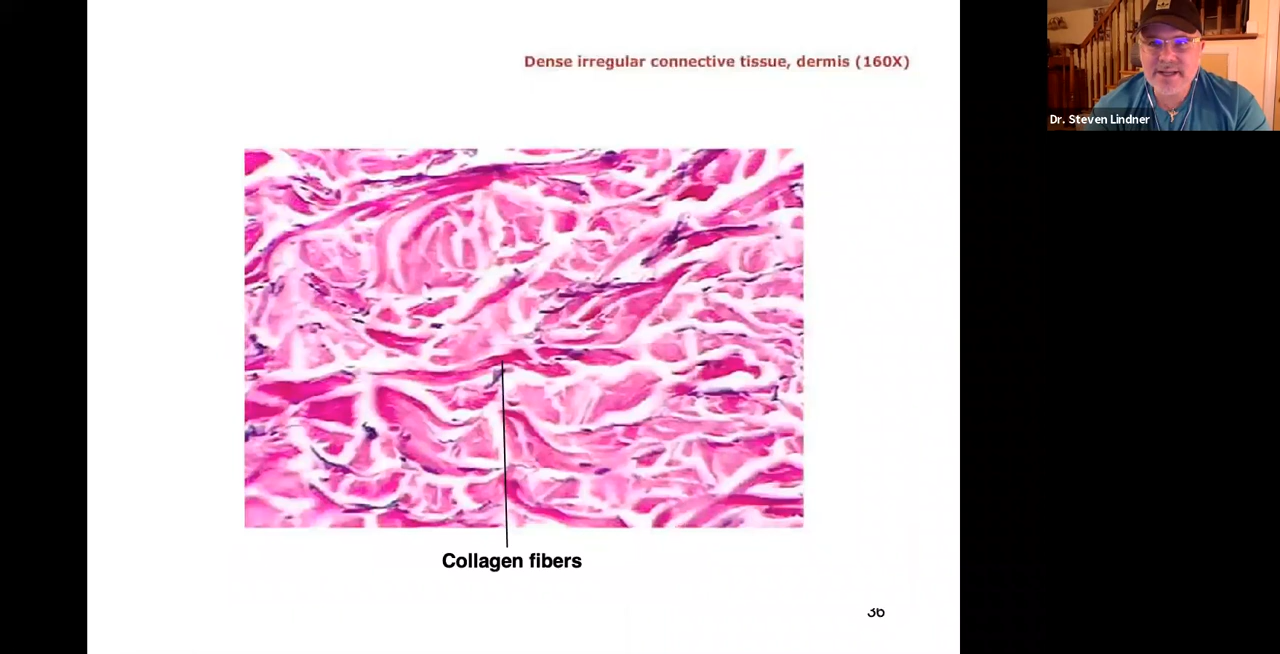 Dense irregular connective tissue, dermis (160X)
Dr. Steven Lindner
Collagen fibers
36